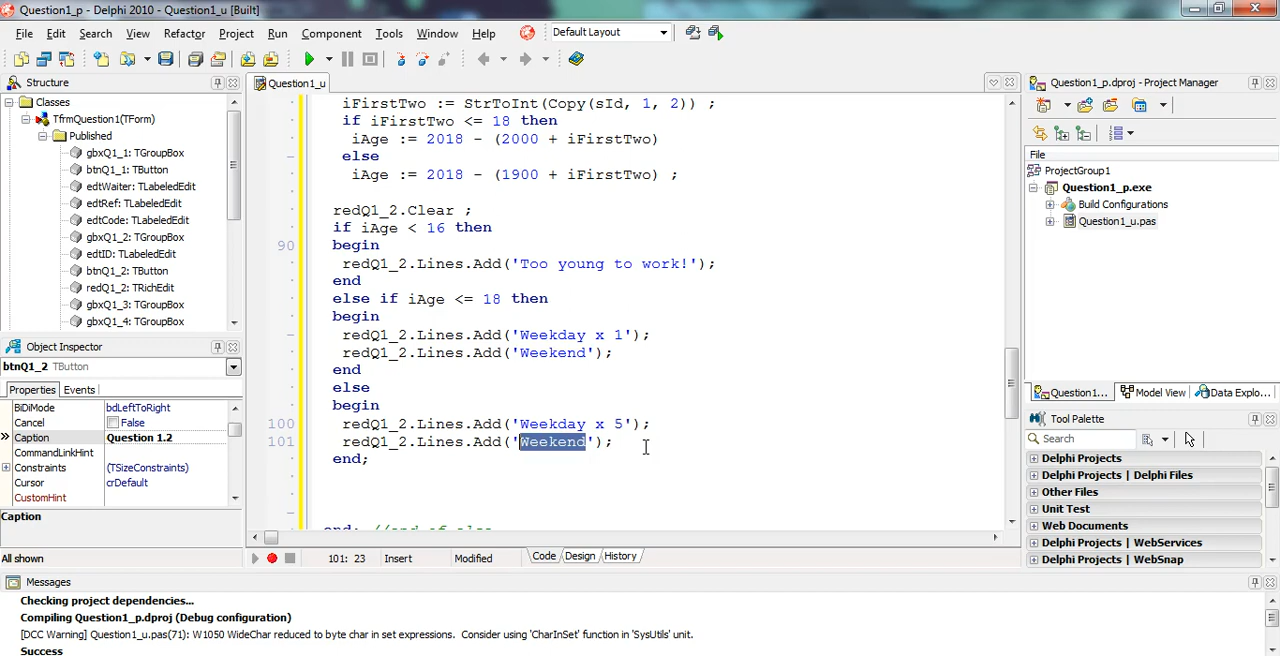 Question1_p - Delphi 2010 - Question1_u [Built]
File Edit Search View Refactor Project Run Component Tools Window Help Default Layout
Structure
Classes
TfrmQuestion1(TForm)
Published
gbxQ1_1: TGroupBox
btnQ1_1: TButton
edtWaiter: TLabeledEdit
edtRef: TLabeledEdit
edtCode: TLabeledEdit
gbxQ1_2: TGroupBox
edtID: TLabeledEdit
btnQ1_2: TButton
redQ1_2: TRichEdit
gbxQ1_3: TGroupBox
gbxQ1_4: TGroupBox
Object Inspector
btnQ1_2 TButton
Properties Events
BiDiMode bdLeftToRight
Cancel False
Caption Question 1.2
CommandLinkHint
Constraints (TSizeConstraints)
Cursor crDefault
CustomHint
Caption
All shown
Question1_u
iFirstTwo := StrToInt(Copy(sId, 1, 2)) ;
if iFirstTwo <= 18 then
iAge := 2018 - (2000 + iFirstTwo)
else
iAge := 2018 - (1900 + iFirstTwo) ;
redQ1_2.Clear ;
if iAge < 16 then
90 begin
redQ1_2.Lines.Add('Too young to work!');
end
else if iAge <= 18 then
begin
redQ1_2.Lines.Add('Weekday x 1');
redQ1_2.Lines.Add('Weekend');
end
else
begin
100 redQ1_2.Lines.Add('Weekday x 5');
101 redQ1_2.Lines.Add('Weekend');
end;
end; //end of else
101: 23 Insert Modified Code Design History
Question1_p.dproj - Project Manager
File
ProjectGroup1
Question1_p.exe
Build Configurations
Question1_u.pas
Question1... Model View Data Explo...
Tool Palette
Search
Delphi Projects
Delphi Projects | Delphi Files
Other Files
Unit Test
Web Documents
Delphi Projects | WebServices
Delphi Projects | WebSnap
Messages
Checking project dependencies...
Compiling Question1_p.dproj (Debug configuration)
[DCC Warning] Question1_u.pas(71): W1050 WideChar reduced to byte char in set expressions. Consider using 'CharInSet' function in 'SysUtils' unit.
Success